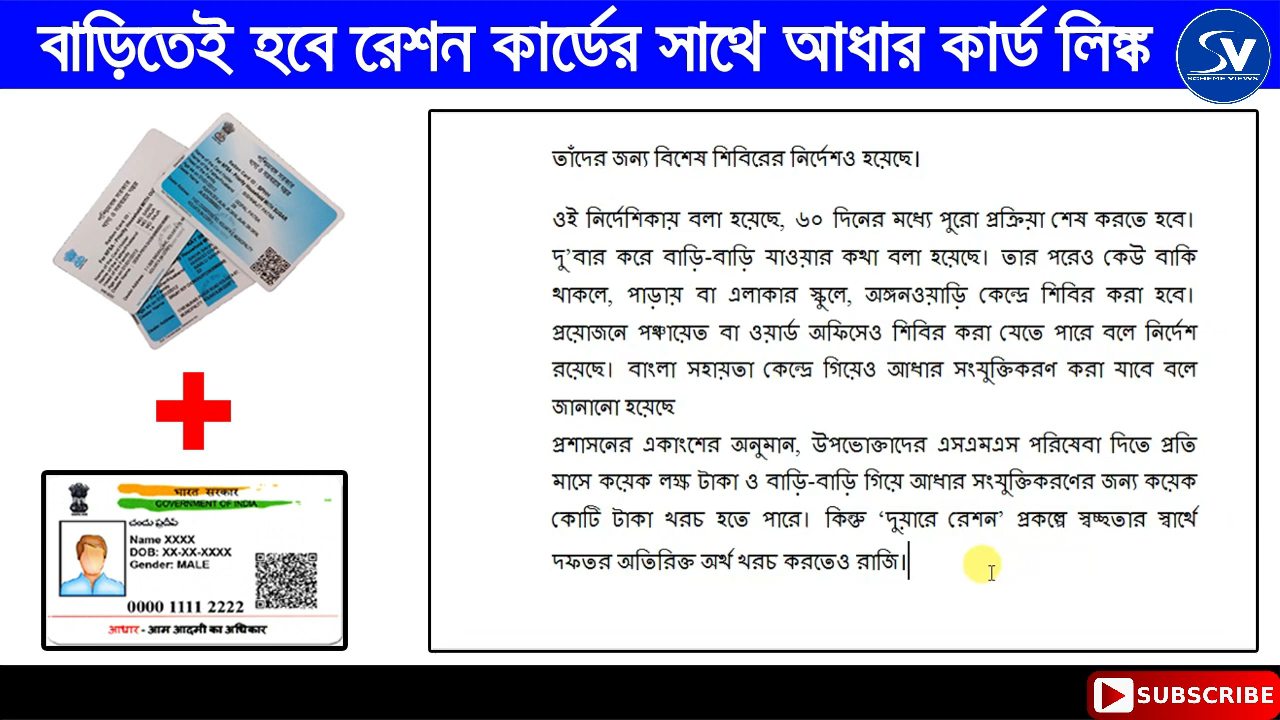 বাড়িতেই হবে রেশন কার্ডের সাথে আধার কার্ড লিঙ্ক
SV
SCHEME VIEWS
তাঁদের জন্য বিশেষ শিবিরের নির্দেশও হয়েছে।
ওই নির্দেশিকায় বলা হয়েছে, ৬০ দিনের মধ্যে পুরো প্রক্রিয়া শেষ করতে হবে।
দু’বার করে বাড়ি-বাড়ি যাওয়ার কথা বলা হয়েছে। তার পরেও কেউ বাকি
থাকলে, পাড়ায় বা এলাকার স্কুলে, অঙ্গনওয়াড়ি কেন্দ্রে শিবির করা হবে।
প্রয়োজনে পঞ্চায়েত বা ওয়ার্ড অফিসেও শিবির করা যেতে পারে বলে নির্দেশ
রয়েছে। বাংলা সহায়তা কেন্দ্রে গিয়েও আধার সংযুক্তিকরণ করা যাবে বলে
জানানো হয়েছে
প্রশাসনের একাংশের অনুমান, উপভোক্তাদের এসএমএস পরিষেবা দিতে প্রতি
মাসে কয়েক লক্ষ টাকা ও বাড়ি-বাড়ি গিয়ে আধার সংযুক্তিকরণের জন্য কয়েক
কোটি টাকা খরচ হতে পারে। কিন্তু ‘দুয়ারে রেশন’ প্রকল্পে স্বচ্ছতার স্বার্থে
দফতর অতিরিক্ত অর্থ খরচ করতেও রাজি।
भारत सरकार
GOVERNMENT OF INDIA
Name XXXX
DOB: XX-XX-XXXX
Gender: MALE
0000 1111 2222
आधार - आम आदमी का अधिकार
SUBSCRIBE